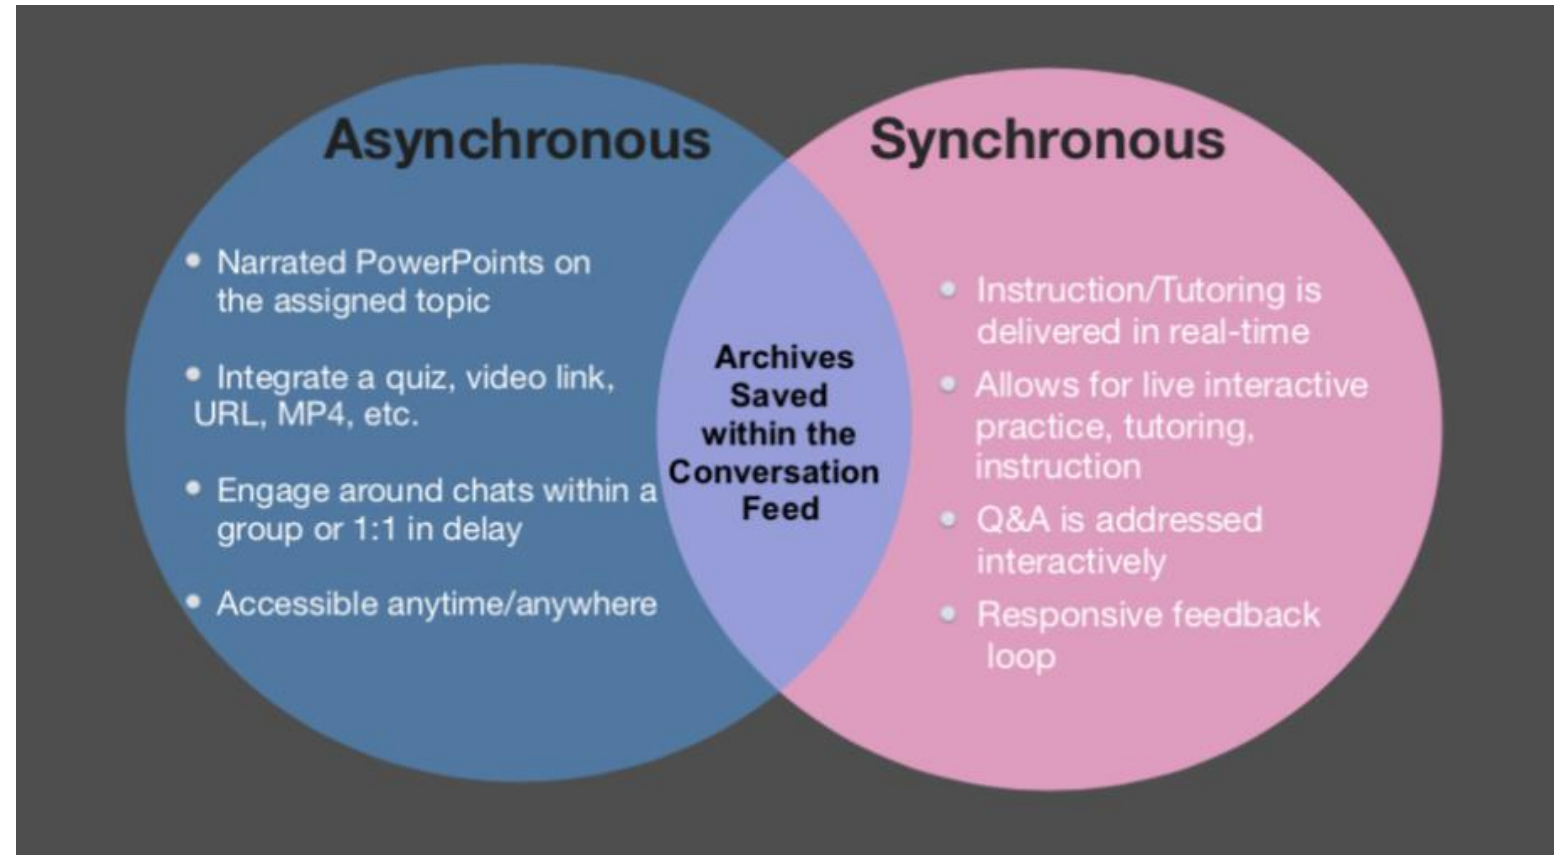 Asynchronous
• Narrated PowerPoints on
the assigned topic
• Integrate a quiz, video link,
URL, MP4, etc.
• Engage around chats within a
group or 1:1 in delay
• Accessible anytime/anywhere
Archives
Saved
within the
Conversation
Feed
Synchronous
• Instruction/Tutoring is
delivered in real-time
• Allows for live interactive
practice, tutoring,
instruction
• Q&A is addressed
interactively
• Responsive feedback
loop